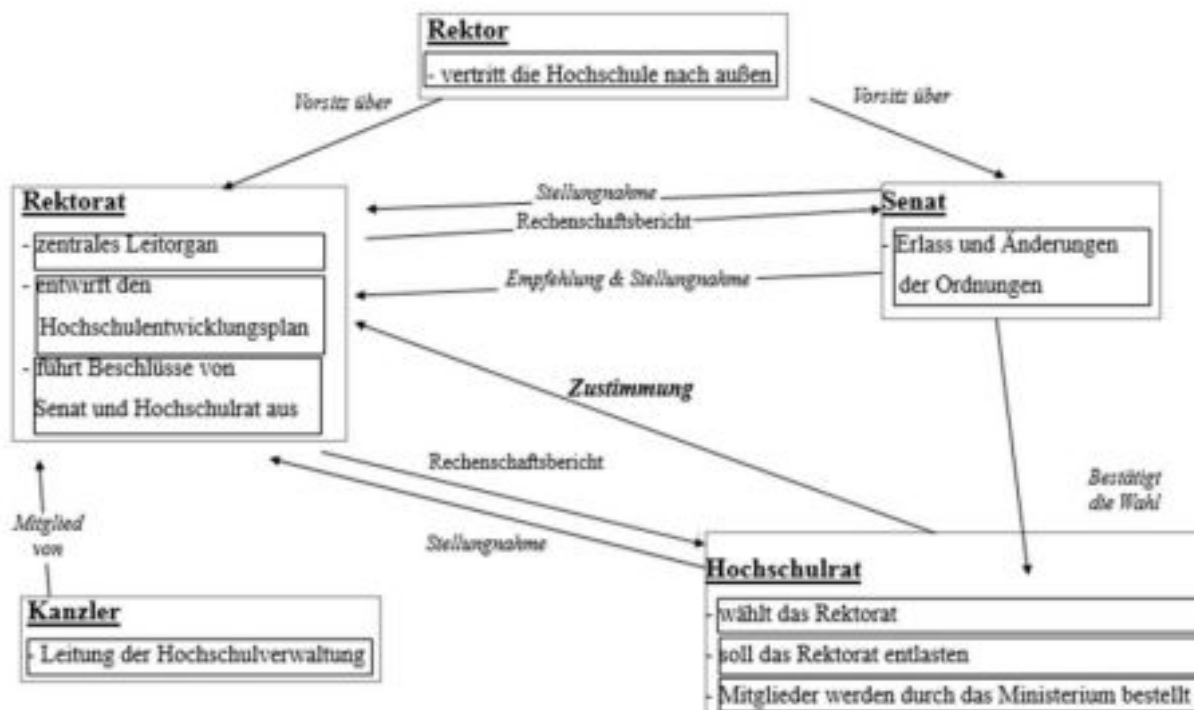 Rektor
- vertritt die Hochschule nach außen
Vorsitz über
Vorsitz über
Rektorat
- zentrales Leitorgan
- entwirft den
Hochschulentwicklungsplan
- führt Beschlüsse von
Senat und Hochschulrat aus
Stellungnahme
Rechenschaftsbericht
Empfehlung & Stellungnahme
Senat
- Erlass und Änderungen
der Ordnungen
Zustimmung
Rechenschaftsbericht
Stellungnahme
Bestätigt
die Wahl
Mitglied
von
Kanzler
- Leitung der Hochschulverwaltung
Hochschulrat
- wählt das Rektorat
- soll das Rektorat entlasten
- Mitglieder werden durch das Ministerium bestellt